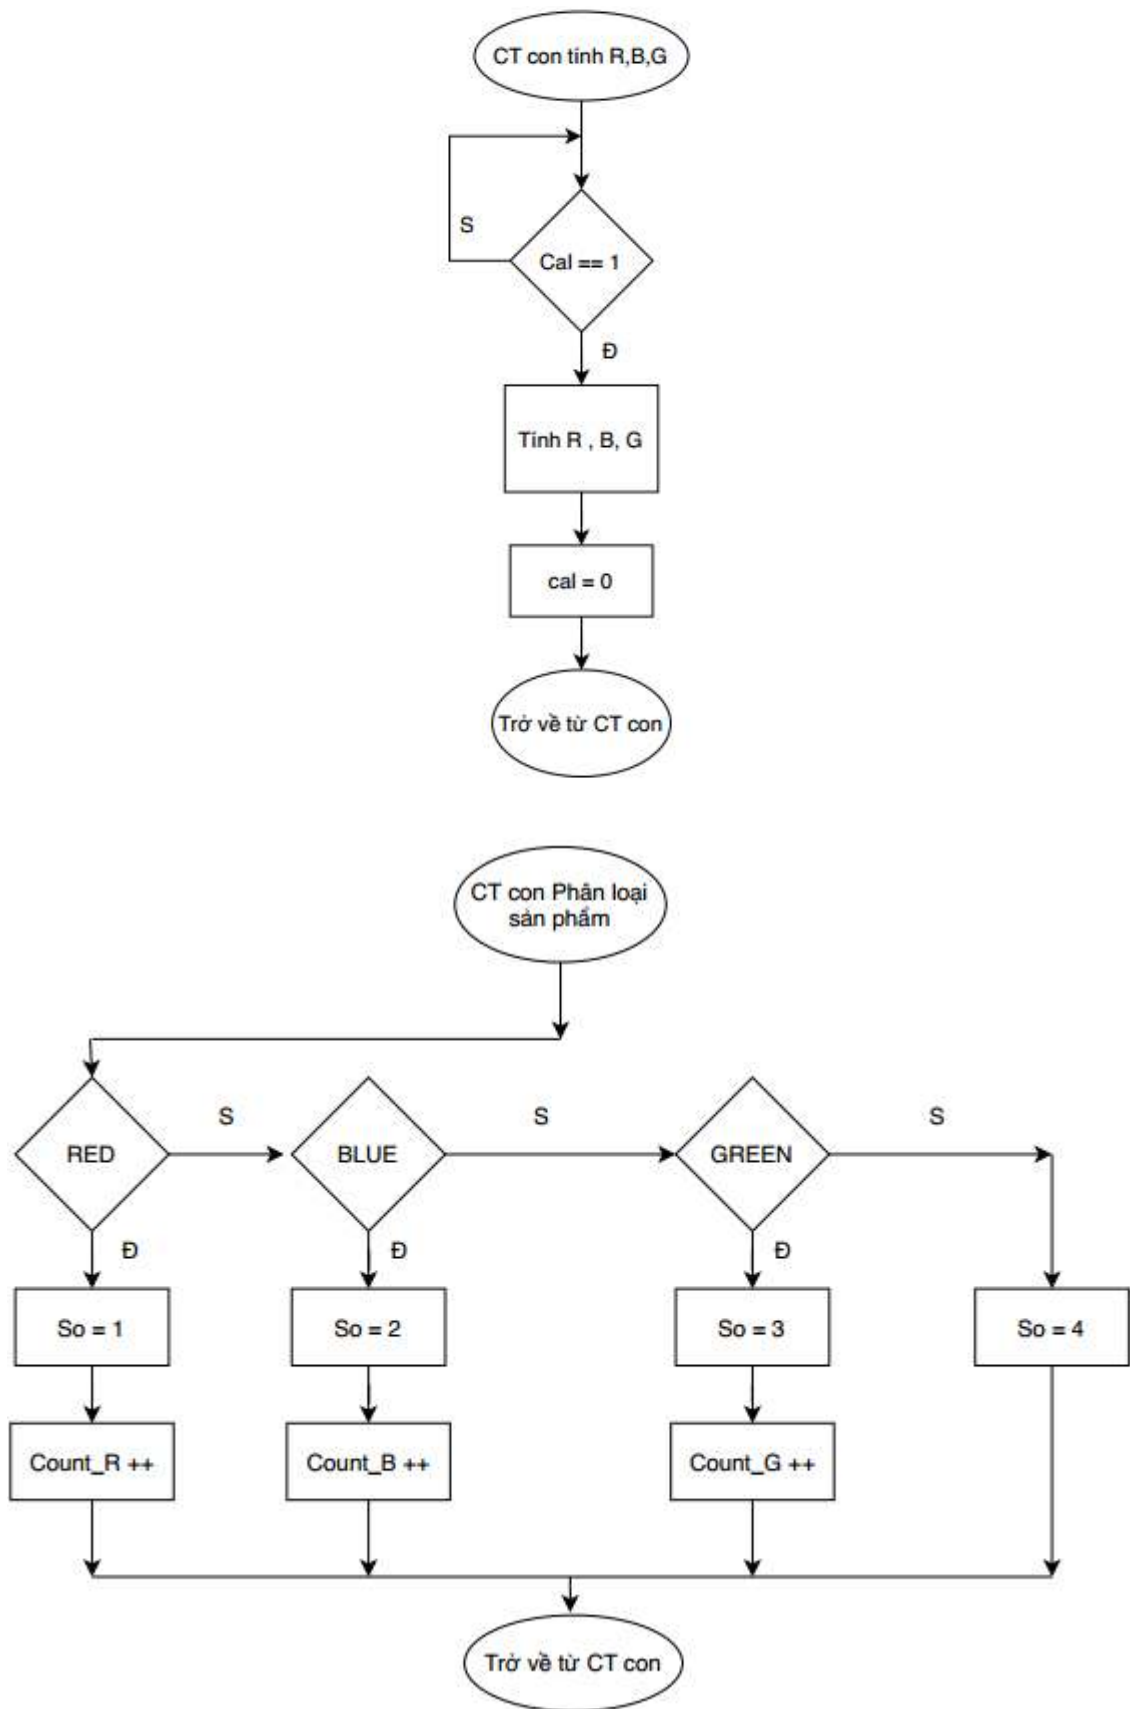 CT con tính R,B,G
S
Cal == 1
Đ
Tính R , B, G
cal = 0
Trở về từ CT con
CT con Phân loại
sản phẩm
RED
S
BLUE
S
GREEN
S
Đ
Đ
Đ
So = 1
So = 2
So = 3
So = 4
Count_R ++
Count_B ++
Count_G ++
Trở về từ CT con